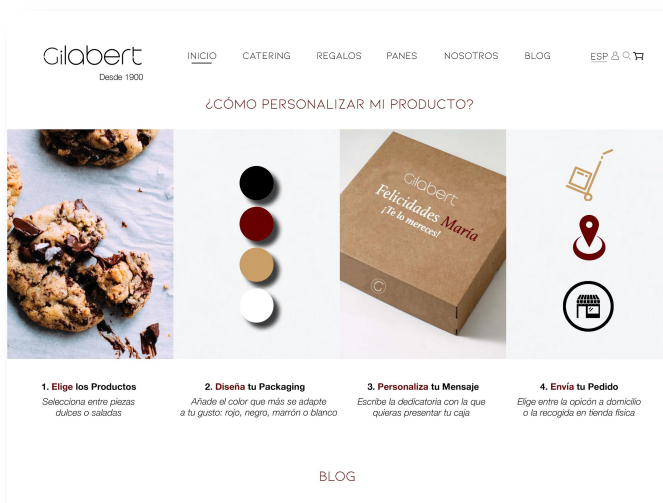 Gilabert
Desde 1900
INICIO CATERING REGALOS PANES NOSOTROS BLOG ESP
¿CÓMO PERSONALIZAR MI PRODUCTO?
Gilabert
Felicidades María
¡Te lo mereces!
G
1. Elige los Productos
Selecciona entre piezas
dulces o saladas
2. Diseña tu Packaging
Añade el color que más se adapte
a tu gusto: rojo, negro, marrón o blanco
3. Personaliza tu Mensaje
Escribe la dedicatoria con la que
quieras presentar tu caja
4. Envía tu Pedido
Elige entre la opicón a domicilio
o la recogida en tienda física
BLOG